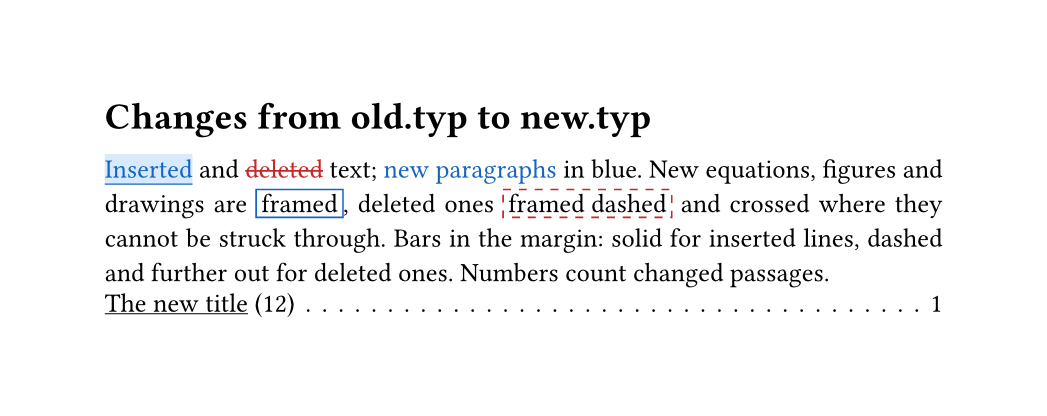 Changes from old.typ to new.typ
Inserted and deleted text; new paragraphs in blue. New equations, figures and
drawings are framed, deleted ones framed dashed and crossed where they
cannot be struck through. Bars in the margin: solid for inserted lines, dashed
and further out for deleted ones. Numbers count changed passages.
The new title (12) . . . . . . . . . . . . . . . . . . . . . . . . . . . . . . . . . . . . . . 1